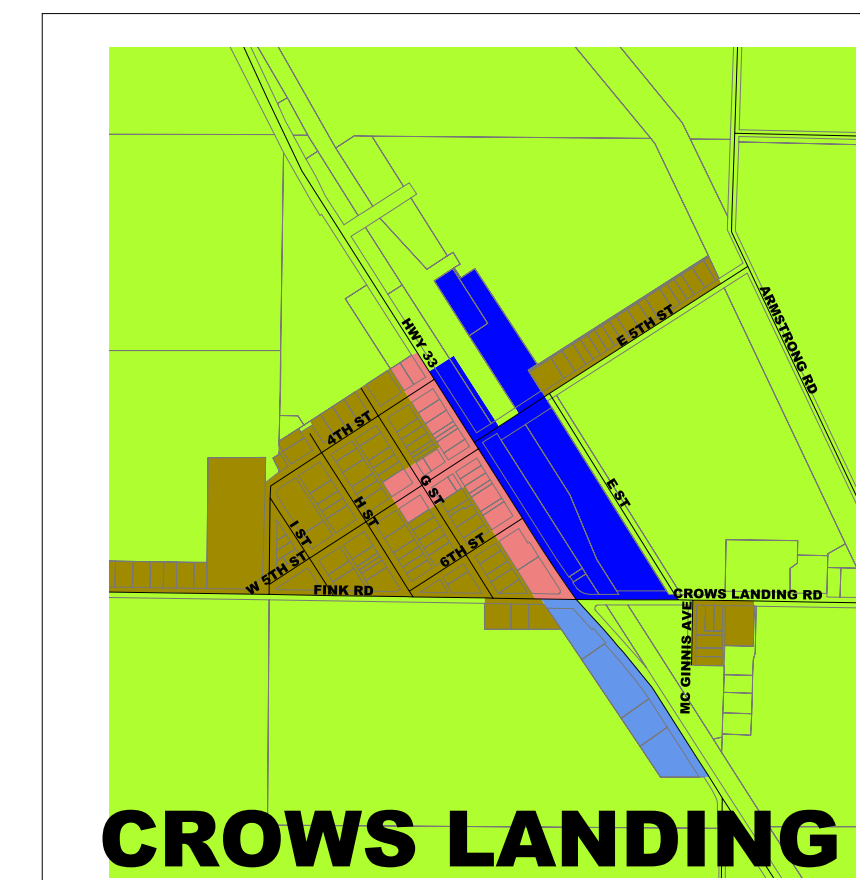 ARMSTRONG RD
E 5TH ST
HWY 33
4TH ST
G ST
E ST
H ST
I ST
6TH ST
W 5TH ST
FINK RD
CROWS LANDING RD
MC GINNIS AVE
CROWS LANDING